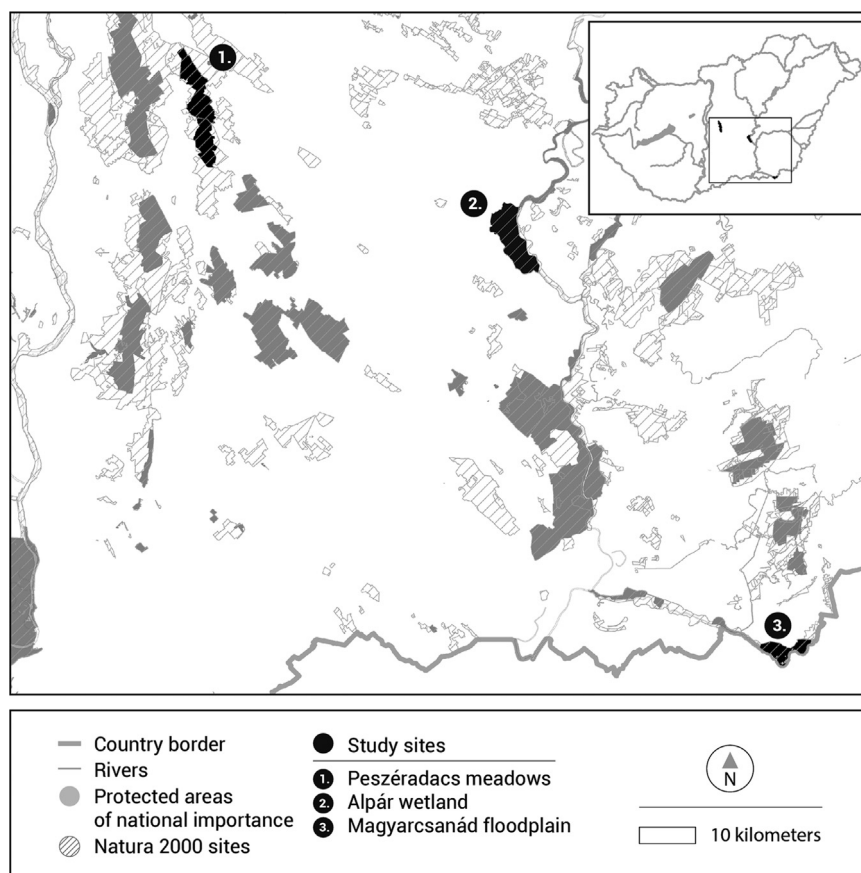 1.
2.
3.
Country border
Rivers
Protected areas
of national importance
Natura 2000 sites
Study sites
1. Peszéradacs meadows
2. Alpár wetland
3. Magyarcsanád floodplain
N
10 kilometers